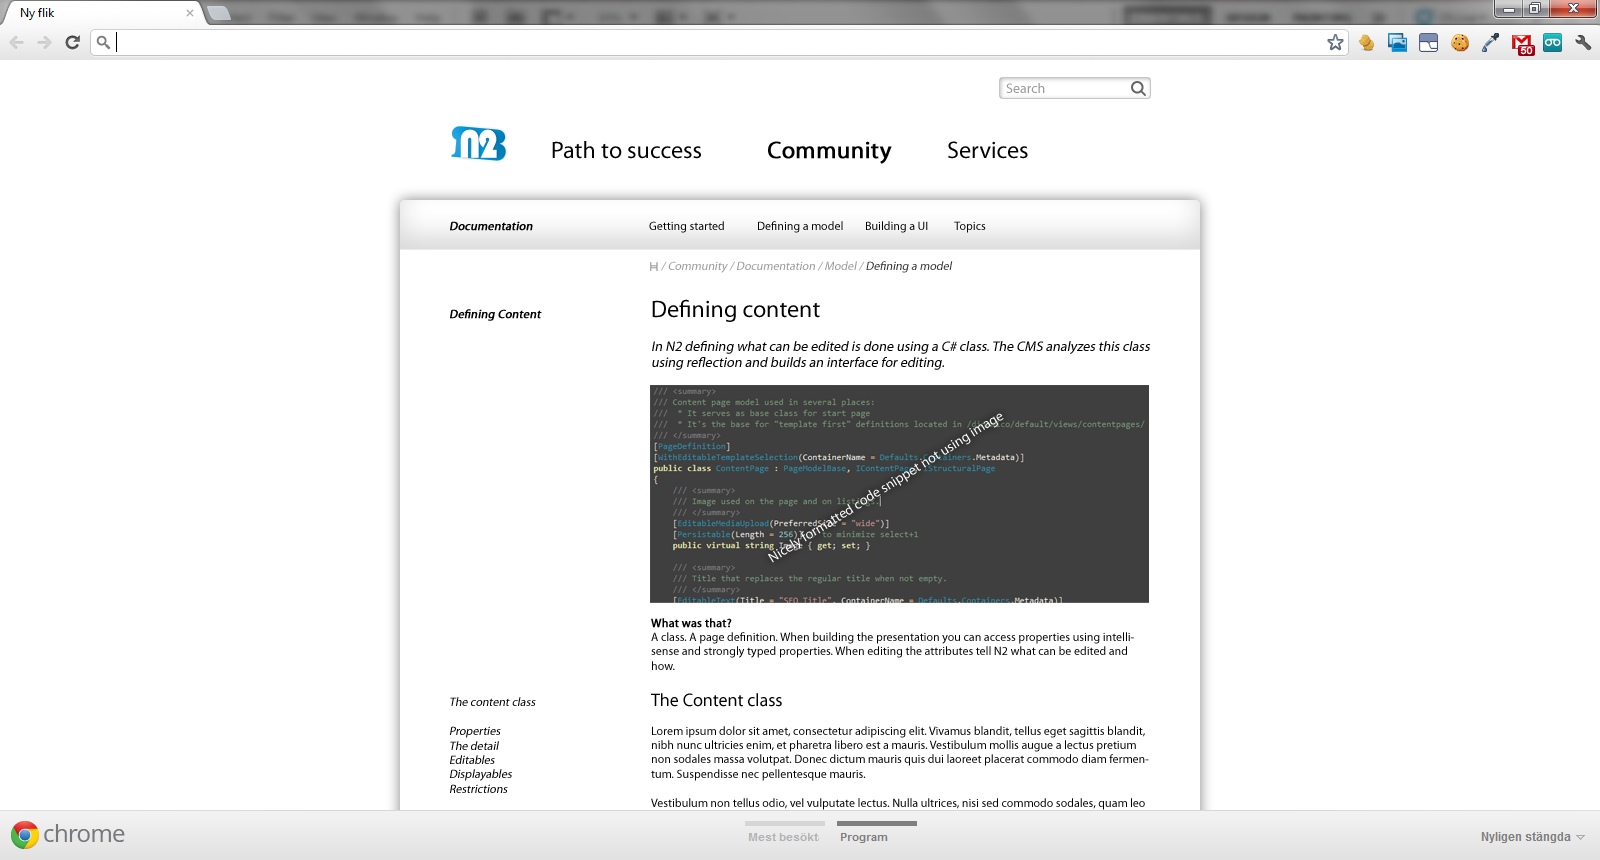 Ny flik
50
Search
N2
Path to success
Community
Services
Documentation
Getting started
Defining a model
Building a UI
Topics
H / Community / Documentation / Model / Defining a model
Defining Content
Defining content
In N2 defining what can be edited is done using a C# class. The CMS analyzes this class
using reflection and builds an interface for editing.
/// <summary>
/// Content page model used in several places:
///  * It serves as base class for start page
///  * It's the base for "template first" definitions located in /default/views/contentpages/
/// </summary>
[PageDefinition]
[WithEditableTemplateSelection(ContainerName = Defaults.Containers.Metadata)]
public class ContentPage : PageModelBase, IContentPage, IStructuralPage
{
/// <summary>
/// Image used on the page and on listings.
/// </summary>
[EditableMediaUpload(PreferredSize = "wide")]
[Persistable(Length = 256)] to minimize select+1
public virtual string Image { get; set; }
/// <summary>
/// Title that replaces the regular title when not empty.
/// </summary>
[EditableText(Title = "SEO Title", ContainerName = Defaults.Containers.Metadata)]
Nicely formatted code snippet not using image
What was that?
A class. A page definition. When building the presentation you can access properties using intelli-
sense and strongly typed properties. When editing the attributes tell N2 what can be edited and
how.
The content class
The Content class
Properties
The detail
Editables
Displayables
Restrictions
Lorem ipsum dolor sit amet, consectetur adipiscing elit. Vivamus blandit, tellus eget sagittis blandit,
nibh nunc ultricies enim, et pharetra libero est a mauris. Vestibulum mollis augue a lectus pretium
non sodales massa volutpat. Donec dictum mauris quis dui laoreet placerat commodo diam fermen-
tum. Suspendisse nec pellentesque mauris.
Vestibulum non tellus odio, vel vulputate lectus. Nulla ultrices, nisi sed commodo sodales, quam leo
chrome
Mest besökt
Program
Nyligen stängda